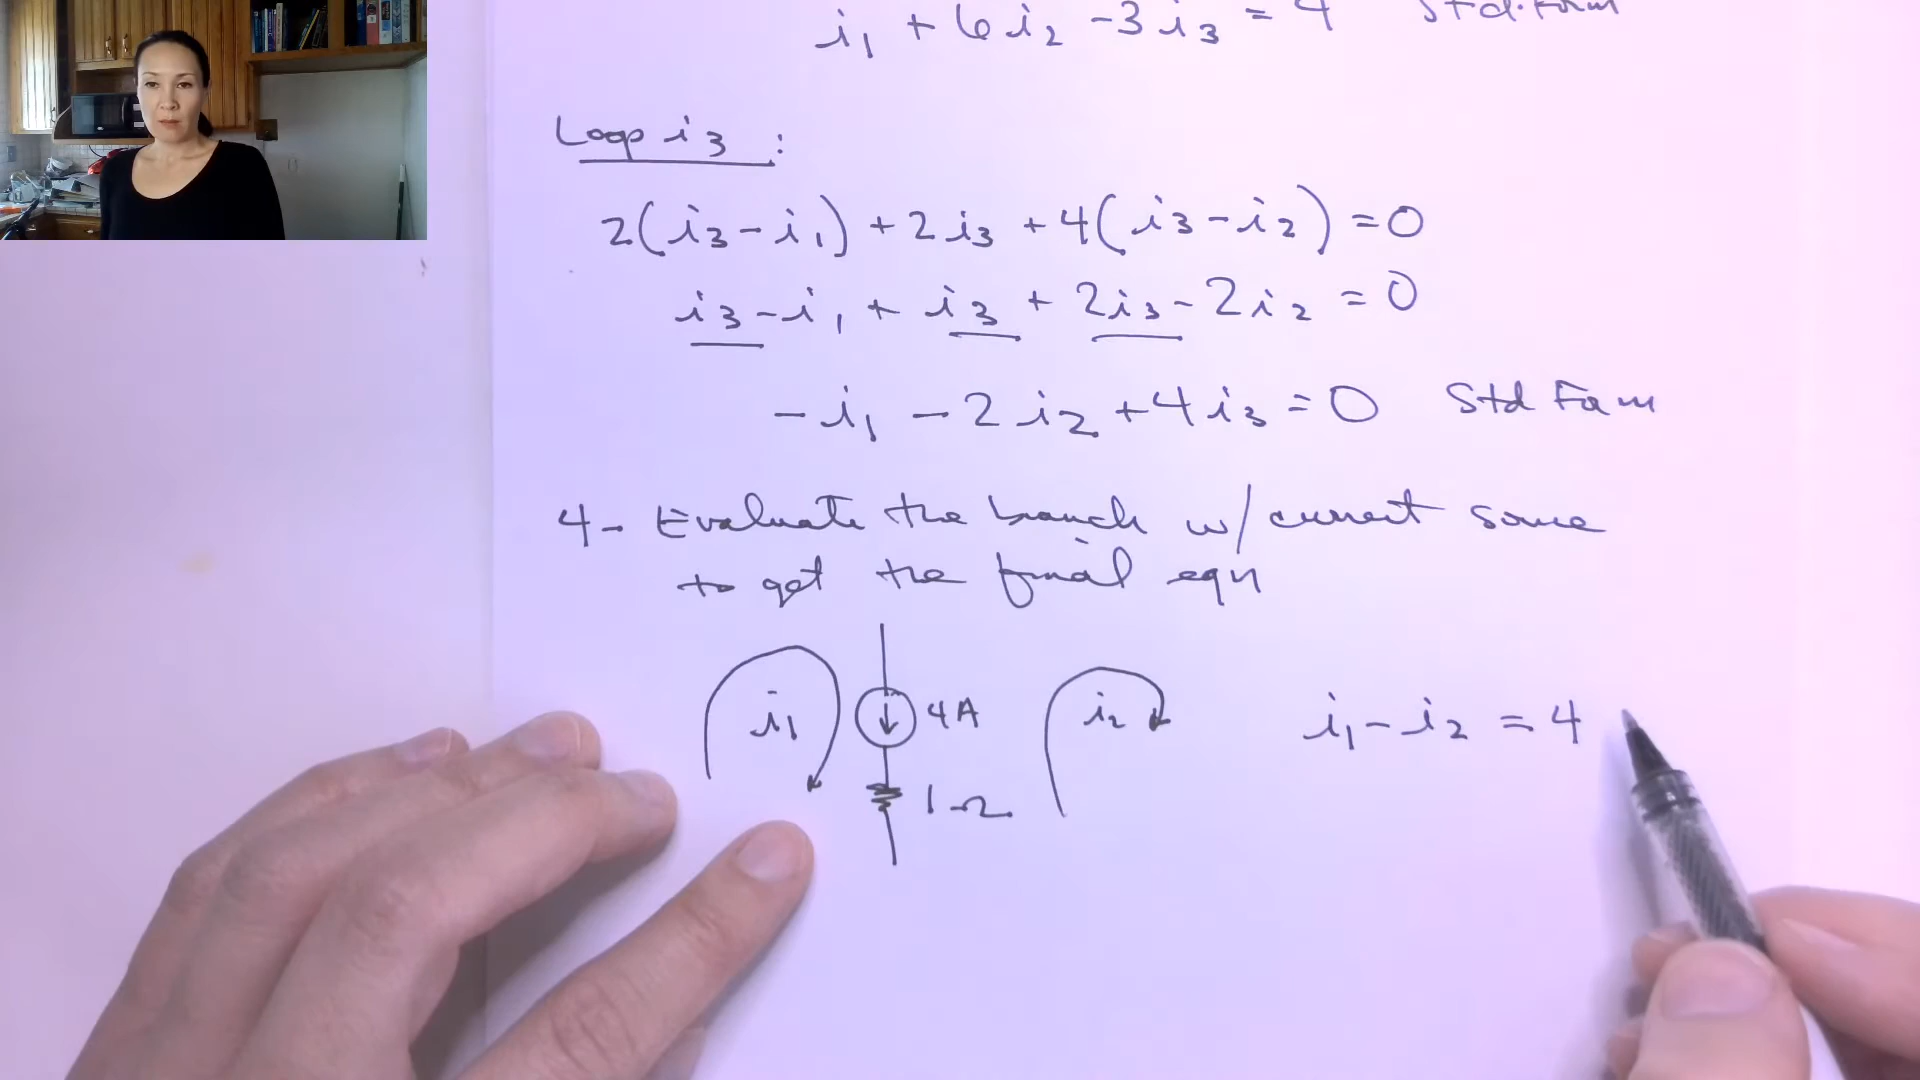 i₁ + 6i₂ - 3i₃ = 4 Std. Form
Loop i₃ :
2(i₃ - i₁) + 2i₃ + 4(i₃ - i₂) = 0
i₃ - i₁ + i₃ + 2i₃ - 2i₂ = 0
-i₁ - 2i₂ + 4i₃ = 0 Std Form
4- Evaluate the branch w/ current source
to get the final eqn
i₁ 4A i₂ i₁ - i₂ = 4
1Ω